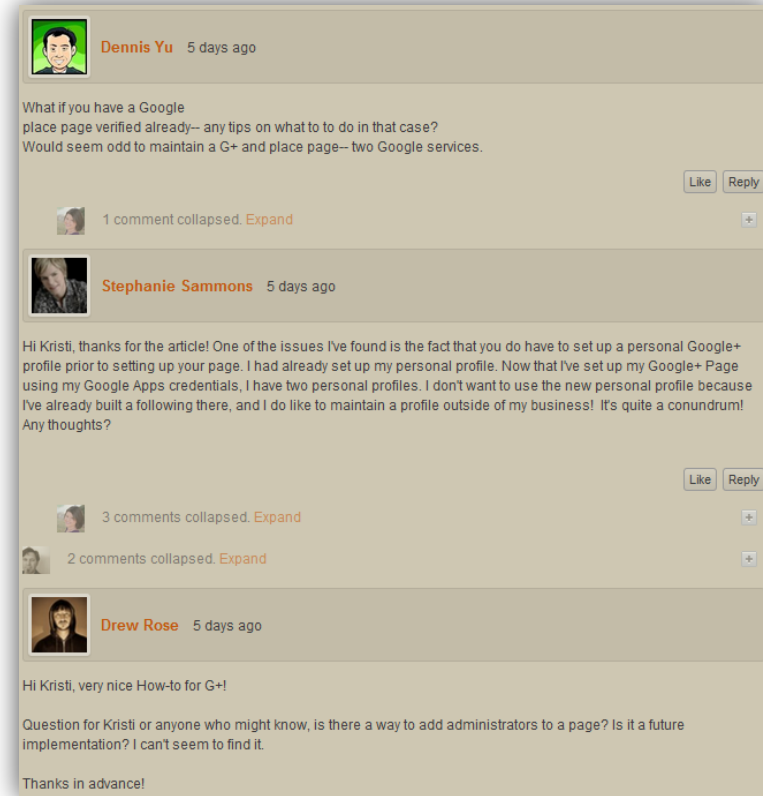 Dennis Yu 5 days ago
What if you have a Google
place page verified already-- any tips on what to to do in that case?
Would seem odd to maintain a G+ and place page-- two Google services.
Like Reply
1 comment collapsed. Expand
Stephanie Sammons 5 days ago
Hi Kristi, thanks for the article! One of the issues I've found is the fact that you do have to set up a personal Google+
profile prior to setting up your page. I had already set up my personal profile. Now that I've set up my Google+ Page
using my Google Apps credentials, I have two personal profiles. I don't want to use the new personal profile because
I've already built a following there, and I do like to maintain a profile outside of my business!  It's quite a conundrum!
Any thoughts?
Like Reply
3 comments collapsed. Expand
2 comments collapsed. Expand
Drew Rose 5 days ago
Hi Kristi, very nice How-to for G+!
Question for Kristi or anyone who might know, is there a way to add administrators to a page? Is it a future
implementation? I can't seem to find it.
Thanks in advance!